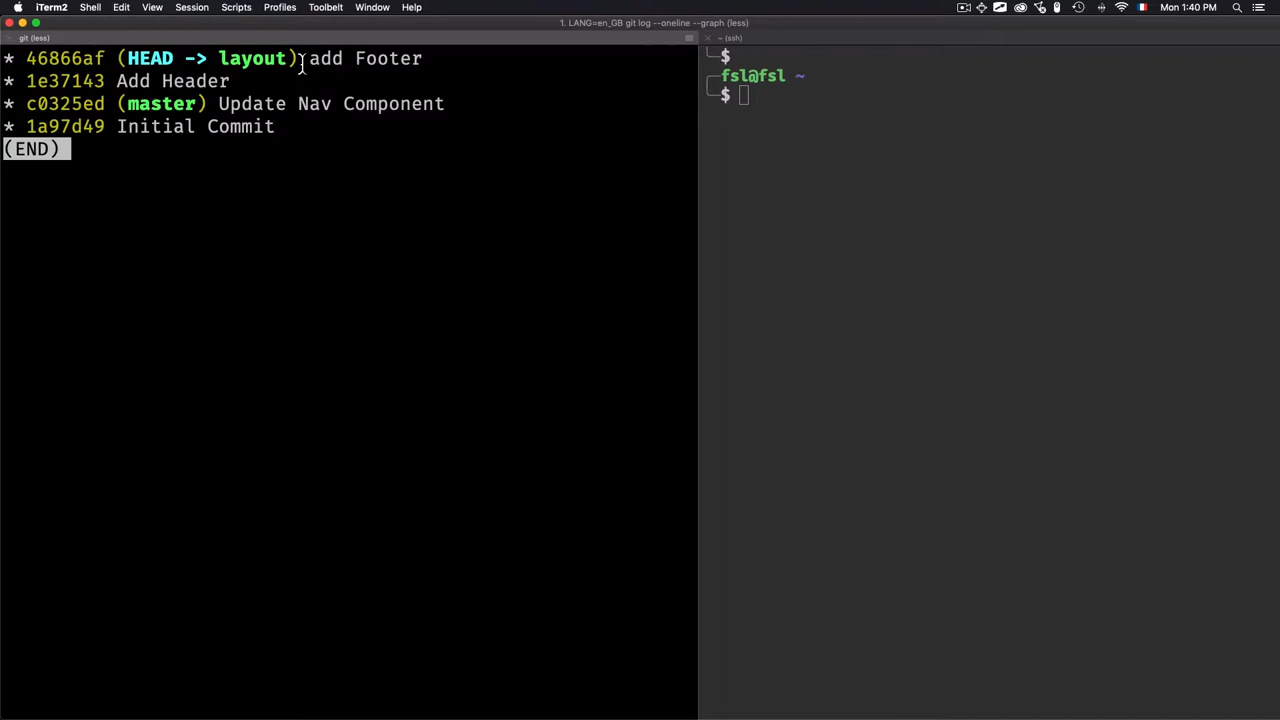 iTerm2 Shell Edit View Session Scripts Profiles Toolbelt Window Help Mon 1:40 PM
1. LANG=en_GB git log --oneline --graph (less)
git (less)
* 46866af (HEAD -> layout) add Footer
* 1e37143 Add Header
* c0325ed (master) Update Nav Component
* 1a97d49 Initial Commit
(END)
~ (ssh)
$
fsl@fsl ~
$